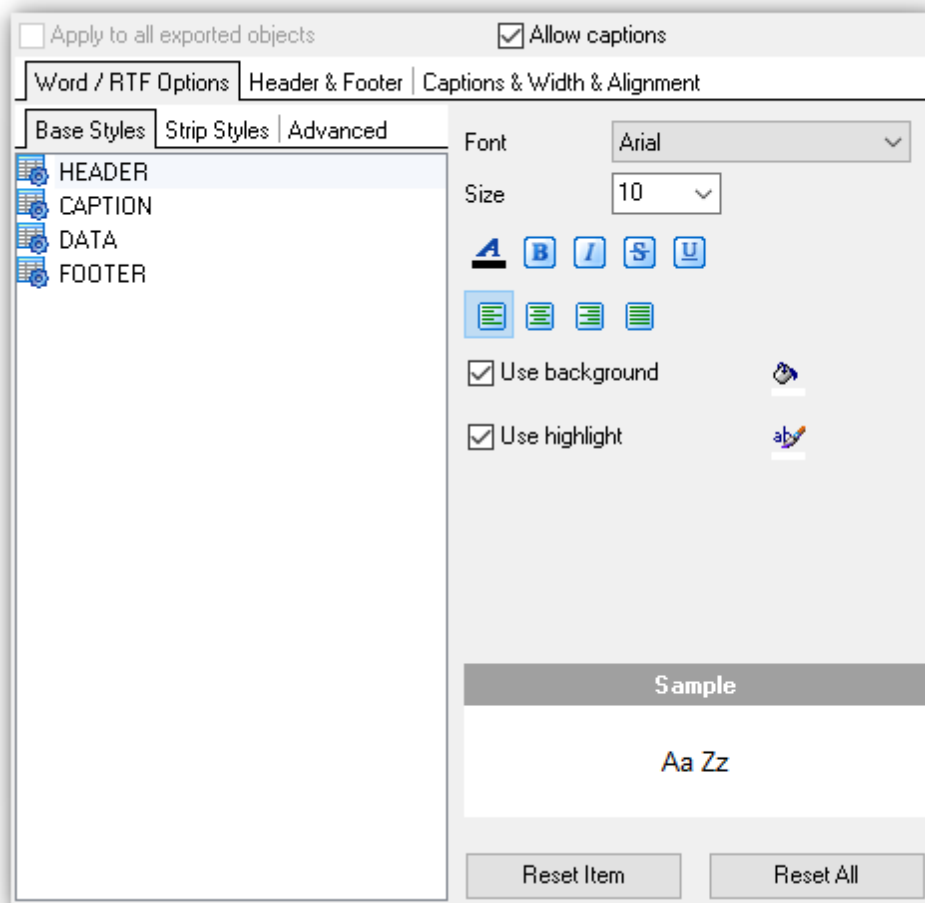 Apply to all exported objects
Allow captions
Word / RTF Options
Header & Footer
Captions & Width & Alignment
Base Styles
Strip Styles
Advanced
HEADER
CAPTION
DATA
FOOTER
Font
Arial
Size
10
A
B
I
S
U
Use background
Use highlight
ab
Sample
Aa Zz
Reset Item
Reset All